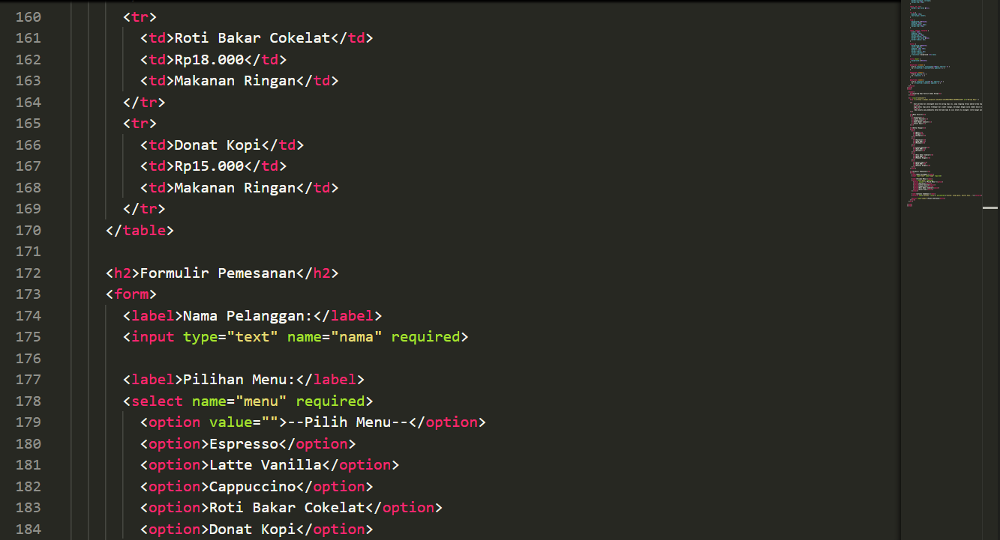 160 <tr>
161 <td>Roti Bakar Cokelat</td>
162 <td>Rp18.000</td>
163 <td>Makanan Ringan</td>
164 </tr>
165 <tr>
166 <td>Donat Kopi</td>
167 <td>Rp15.000</td>
168 <td>Makanan Ringan</td>
169 </tr>
170 </table>
171
172 <h2>Formulir Pemesanan</h2>
173 <form>
174 <label>Nama Pelanggan:</label>
175 <input type="text" name="nama" required>
176
177 <label>Pilihan Menu:</label>
178 <select name="menu" required>
179 <option value="">--Pilih Menu--</option>
180 <option>Espresso</option>
181 <option>Latte Vanilla</option>
182 <option>Cappuccino</option>
183 <option>Roti Bakar Cokelat</option>
184 <option>Donat Kopi</option>